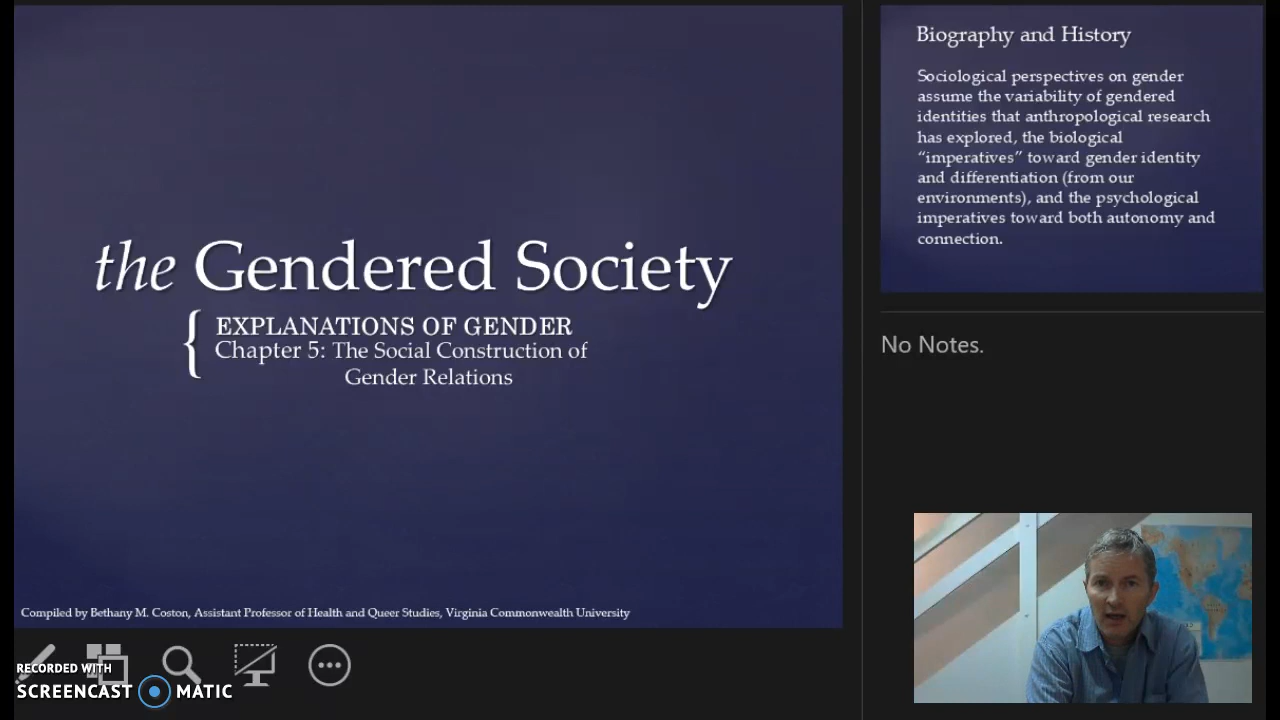 the Gendered Society
{ EXPLANATIONS OF GENDER
Chapter 5: The Social Construction of
Gender Relations
Compiled by Bethany M. Coston, Assistant Professor of Health and Queer Studies, Virginia Commonwealth University
RECORDED WITH
SCREENCAST MATIC
Biography and History
Sociological perspectives on gender
assume the variability of gendered
identities that anthropological research
has explored, the biological
“imperatives” toward gender identity
and differentiation (from our
environments), and the psychological
imperatives toward both autonomy and
connection.
No Notes.